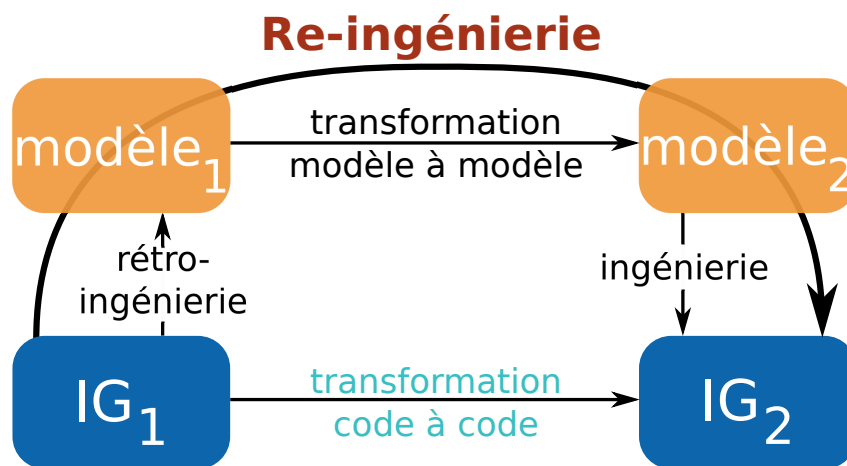 Re-ingénierie
modèle₁
transformation
modèle à modèle
modèle₂
rétro-
ingénierie
ingénierie
IG₁
transformation
code à code
IG₂